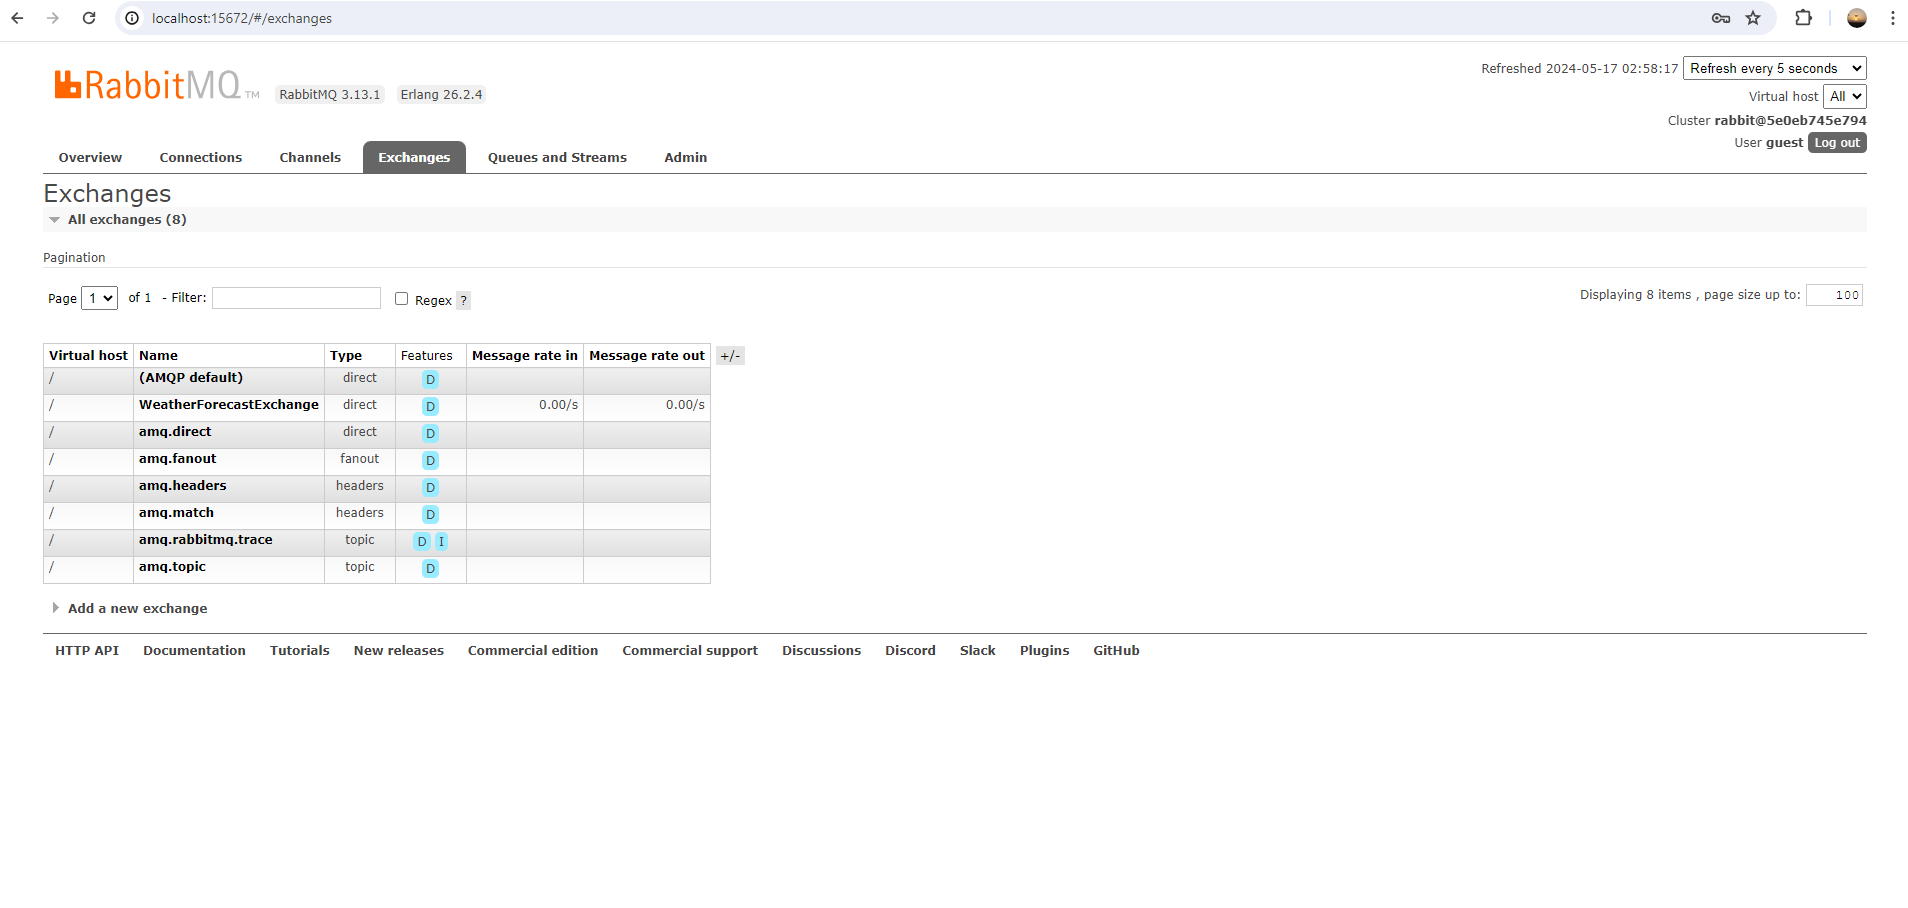 localhost:15672/#/exchanges
RabbitMQ TM RabbitMQ 3.13.1 Erlang 26.2.4
Refreshed 2024-05-17 02:58:17 Refresh every 5 seconds
Virtual host All
Cluster rabbit@5e0eb745e794
User guest Log out
Overview Connections Channels Exchanges Queues and Streams Admin
Exchanges
All exchanges (8)
Pagination
Page 1 of 1 - Filter: Regex ? Displaying 8 items , page size up to: 100
Virtual host Name Type Features Message rate in Message rate out +/-
/ (AMQP default) direct D
/ WeatherForecastExchange direct D 0.00/s 0.00/s
/ amq.direct direct D
/ amq.fanout fanout D
/ amq.headers headers D
/ amq.match headers D
/ amq.rabbitmq.trace topic D I
/ amq.topic topic D
Add a new exchange
HTTP API Documentation Tutorials New releases Commercial edition Commercial support Discussions Discord Slack Plugins GitHub